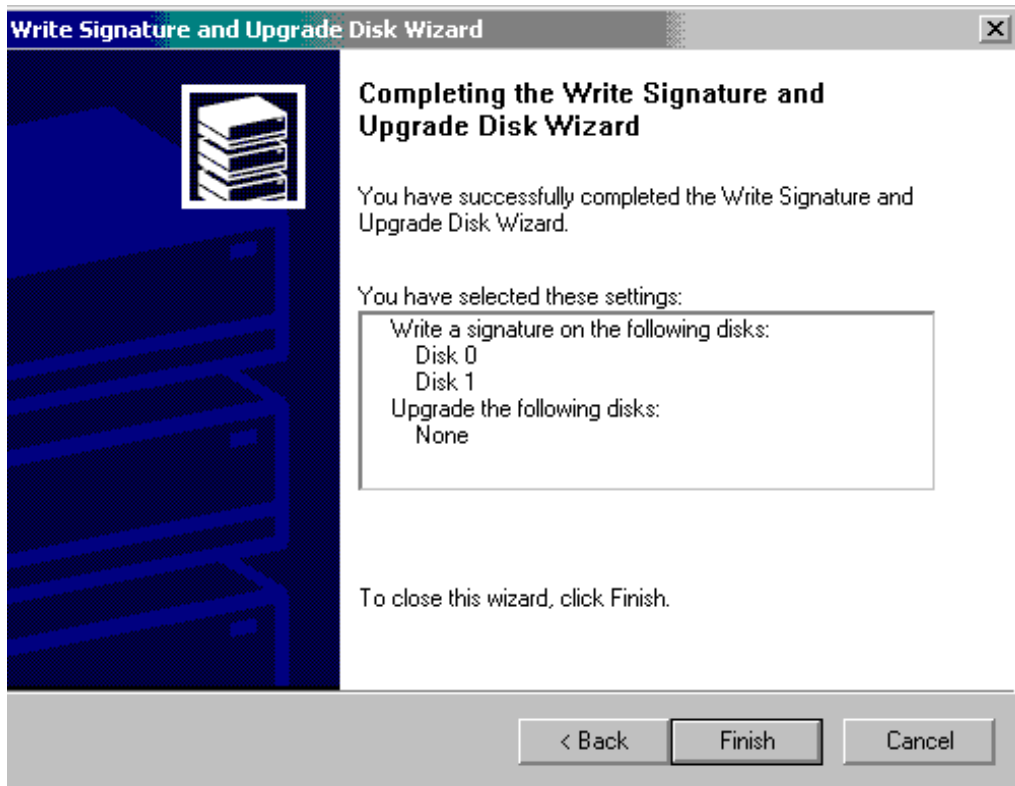 Write Signature and Upgrade Disk Wizard
Completing the Write Signature and
Upgrade Disk Wizard
You have successfully completed the Write Signature and
Upgrade Disk Wizard.
You have selected these settings:
Write a signature on the following disks:
Disk 0
Disk 1
Upgrade the following disks:
None
To close this wizard, click Finish.
< Back Finish Cancel